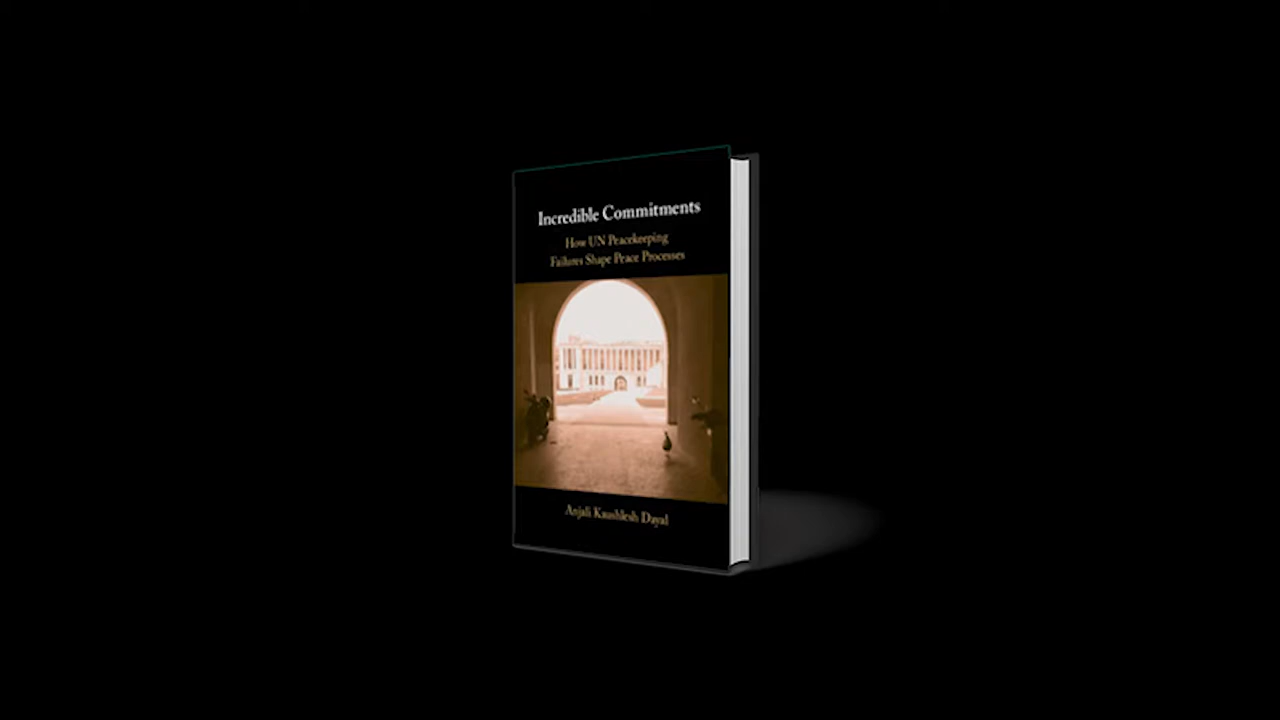 Incredible Commitments
How UN Peacekeeping
Failures Shape Peace Processes
Anjali Kaushlesh Dayal